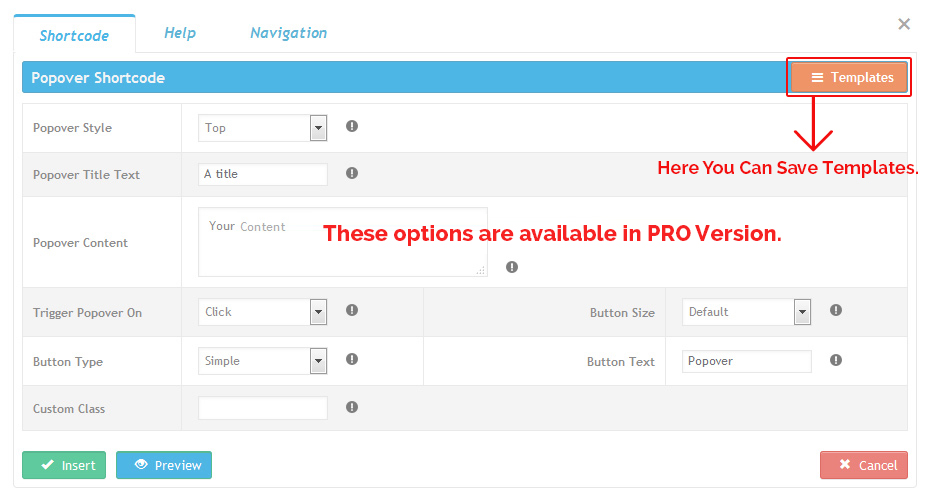 Shortcode Help Navigation
Popover Shortcode Templates
Popover Style Top
Here You Can Save Templates.
Popover Title Text A title
Popover Content Your Content
These options are available in PRO Version.
Trigger Popover On Click Button Size Default
Button Type Simple Button Text Popover
Custom Class
Insert Preview Cancel